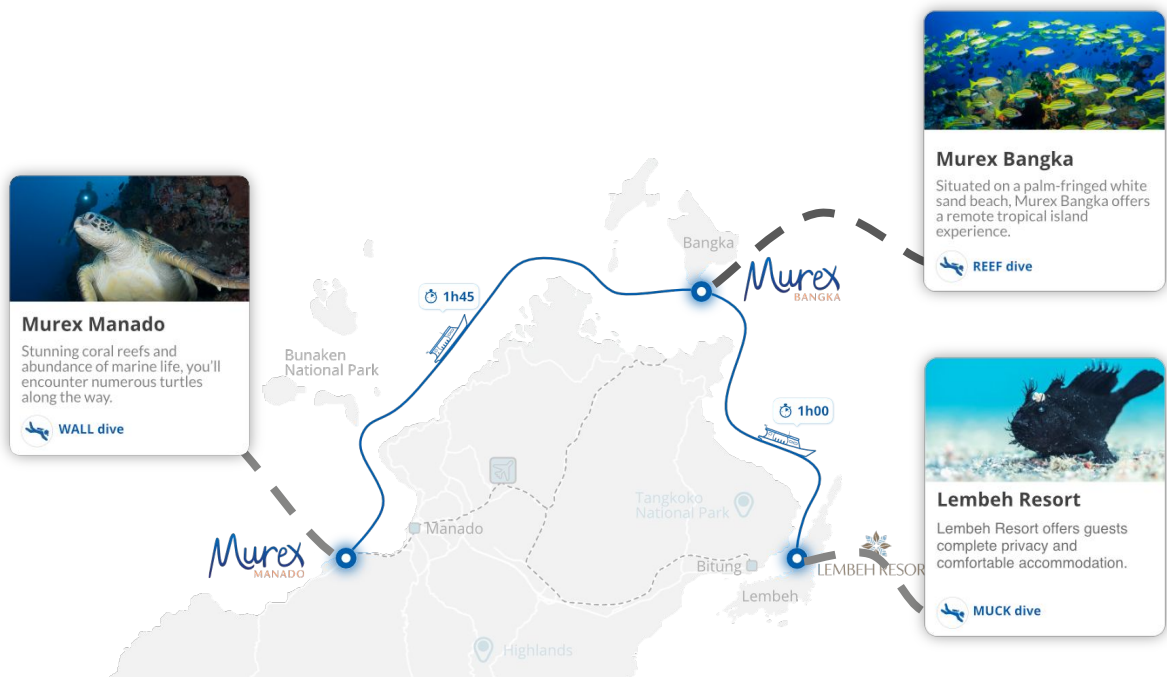 Murex Bangka
Situated on a palm-fringed white
sand beach, Murex Bangka offers
a remote tropical island
experience.
REEF dive
Murex Manado
Stunning coral reefs and
abundance of marine life, you'll
encounter numerous turtles
along the way.
WALL dive
Bangka
Murex
BANGKA
1h45
Bunaken
National Park
1h00
Lembeh Resort
Lembeh Resort offers guests
complete privacy and
comfortable accommodation.
MUCK dive
Tangkoko
National Park
Manado
Murex
MANADO
Bitung
LEMBEH RESOR
Lembeh
Highlands